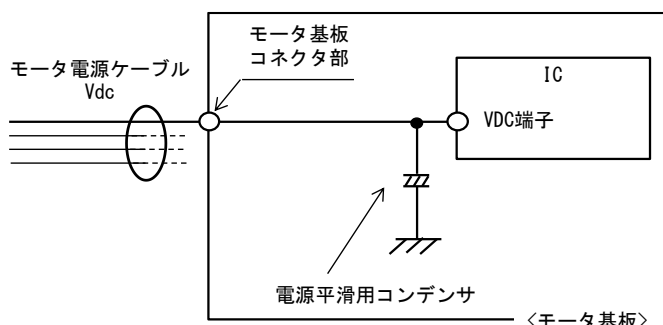 モータ電源ケーブル
Vdc
モータ基板
コネクタ部
IC
VDC端子
電源平滑用コンデンサ
<モータ基板>